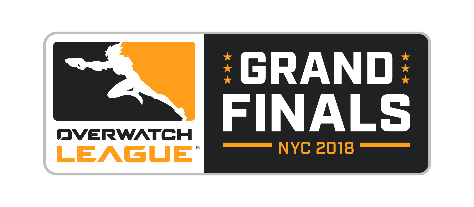 OVERWATCH
LEAGUE
GRAND
FINALS
NYC 2018